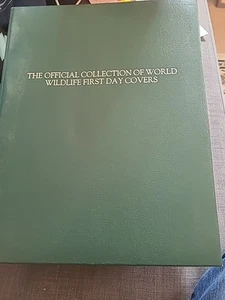 THE OFFICIAL COLLECTION OF WORLD
WILDLIFE FIRST DAY COVERS